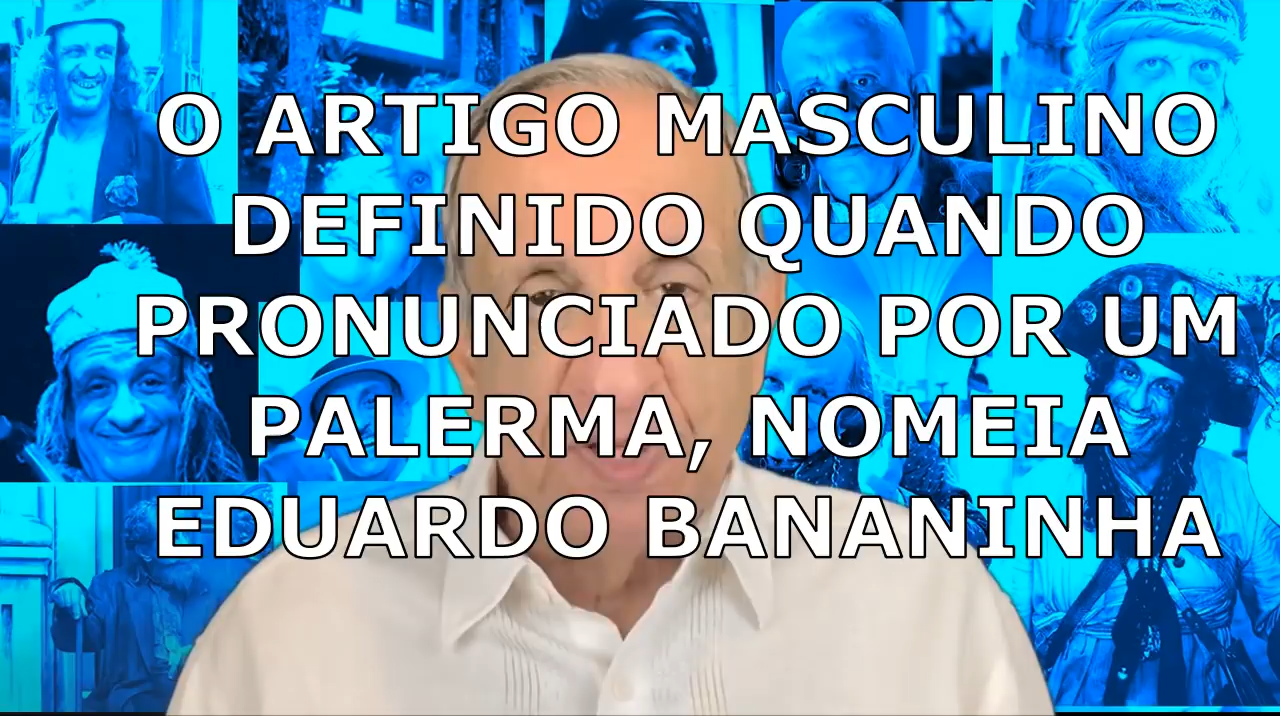 O ARTIGO MASCULINO
DEFINIDO QUANDO
PRONUNCIADO POR UM
PALERMA, NOMEIA
EDUARDO BANANINHA